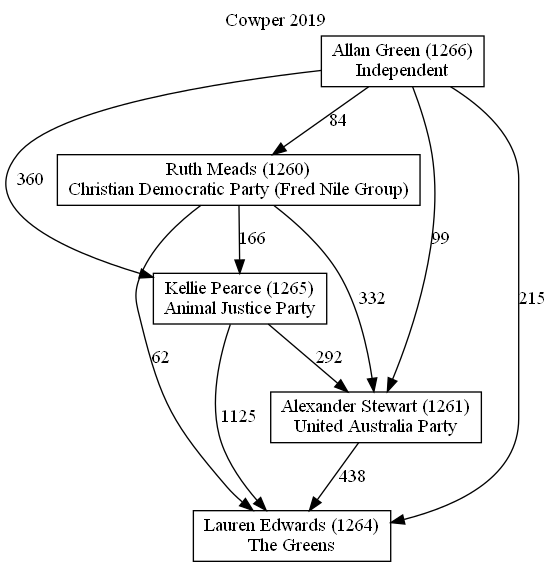 Cowper 2019
Allan Green (1266)
Independent
84
Ruth Meads (1260)
Christian Democratic Party (Fred Nile Group)
360
166
99
Kellie Pearce (1265)
Animal Justice Party
332
215
62
292
Alexander Stewart (1261)
United Australia Party
1125
438
Lauren Edwards (1264)
The Greens